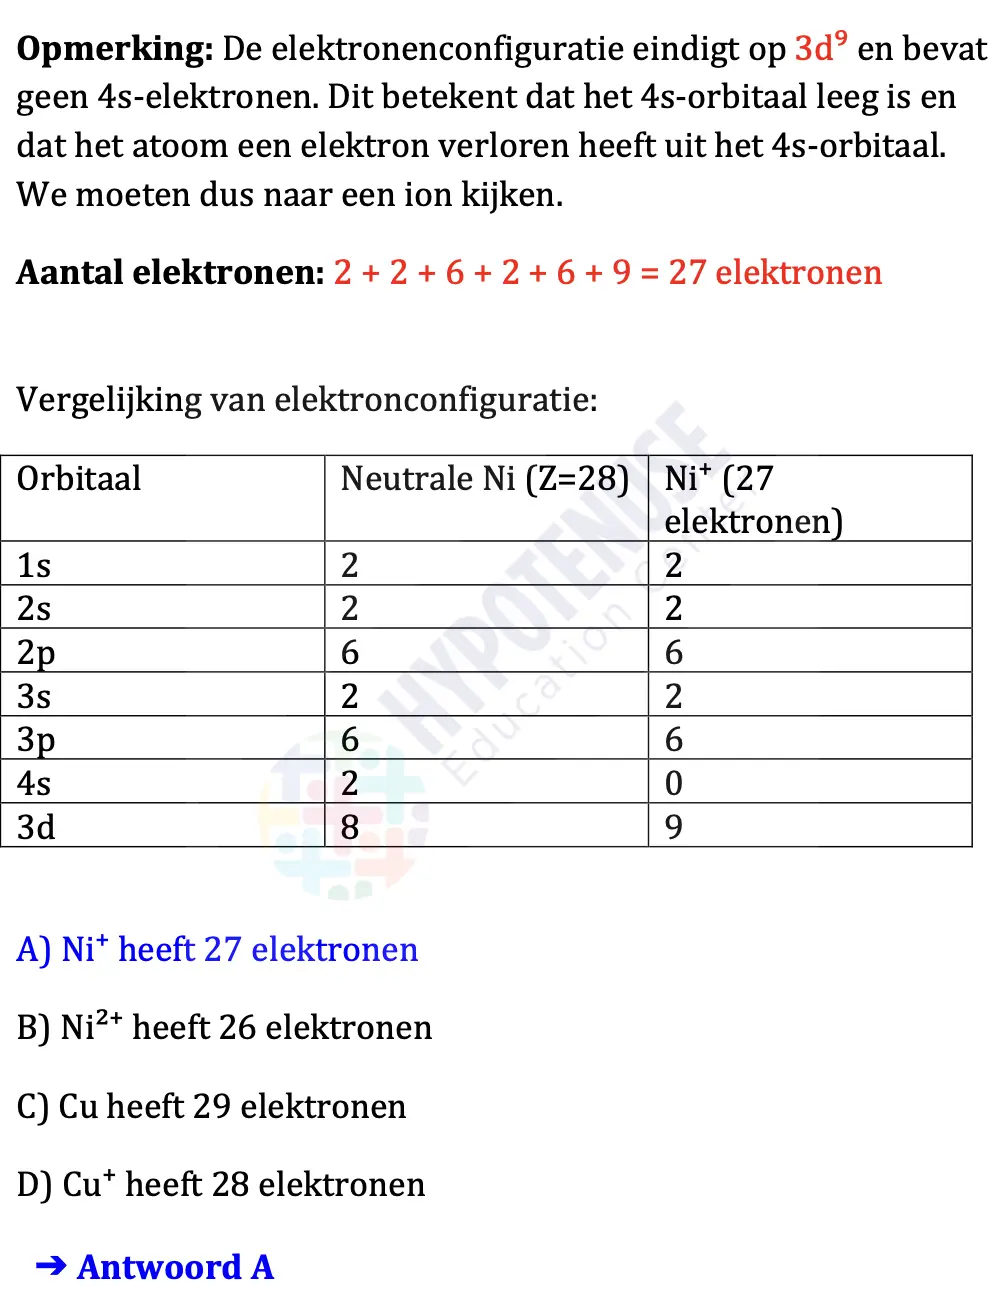 Opmerking: De elektronenconfiguratie eindigt op 3d⁹ en bevat
geen 4s-elektronen. Dit betekent dat het 4s-orbitaal leeg is en
dat het atoom een elektron verloren heeft uit het 4s-orbitaal.
We moeten dus naar een ion kijken.
Aantal elektronen: 2 + 2 + 6 + 2 + 6 + 9 = 27 elektronen
Vergelijking van elektronconfiguratie:
Orbitaal Neutrale Ni (Z=28) Ni⁺ (27
elektronen)
1s 2 2
2s 2 2
2p 6 6
3s 2 2
3p 6 6
4s 2 0
3d 8 9
HYPOTENUSE
Education Center
A) Ni⁺ heeft 27 elektronen
B) Ni²⁺ heeft 26 elektronen
C) Cu heeft 29 elektronen
D) Cu⁺ heeft 28 elektronen
➔ Antwoord A